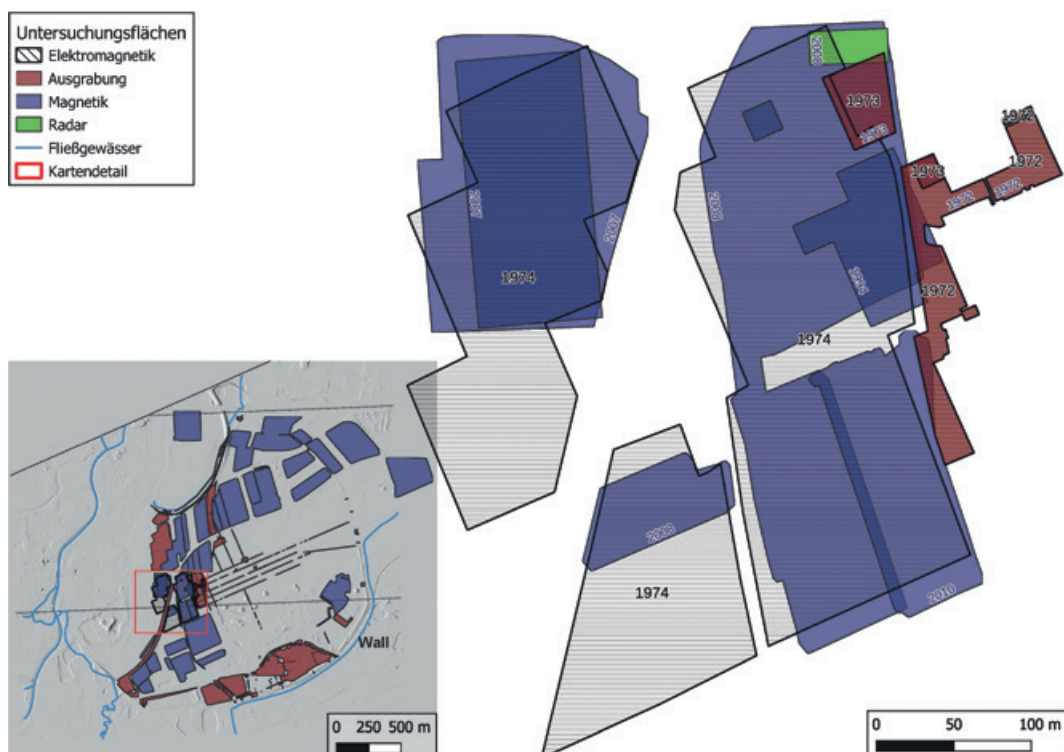 Untersuchungsflächen
Elektromagnetik
Ausgrabung
Magnetik
Radar
Fließgewässer
Kartendetail
1973
1973
1972
1972
1973
1972
1972
2007
2007
1974
2008
1994
1972
1974
2008
1974
2010
Wall
0 250 500 m
0 50 100 m